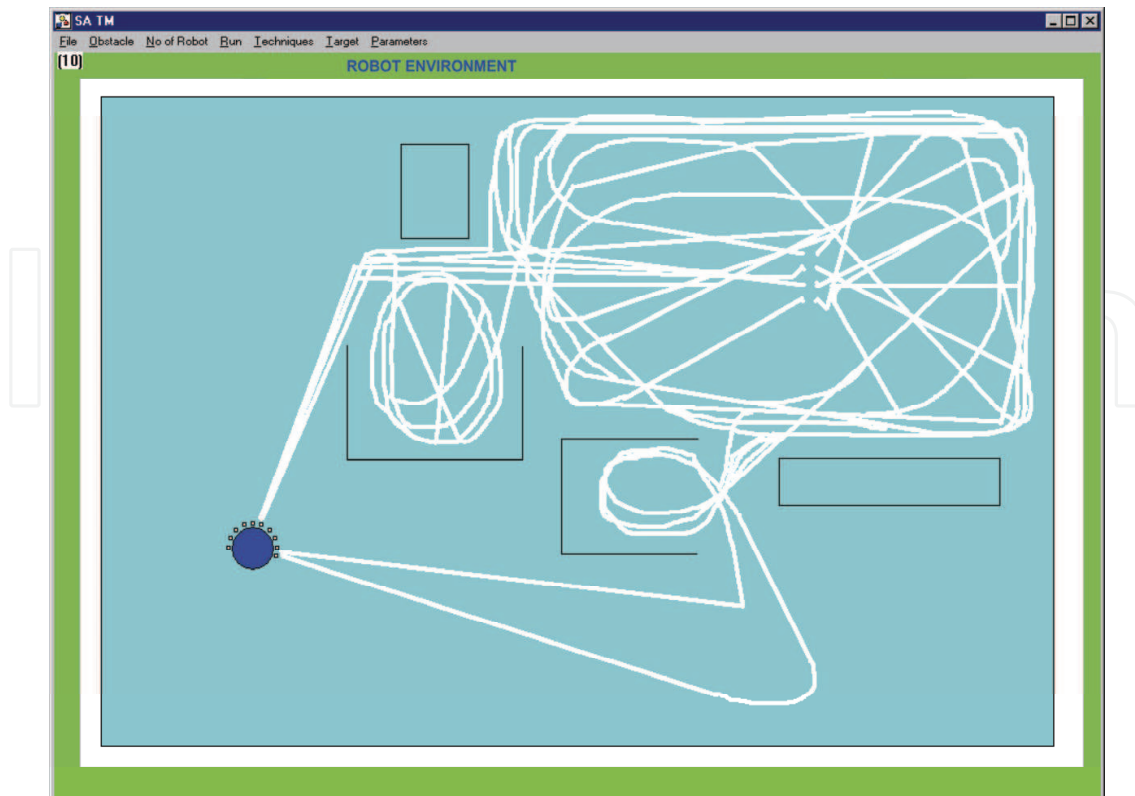 SA TM
File Obstacle No of Robot Run Techniques Target Parameters
(10)
ROBOT ENVIRONMENT